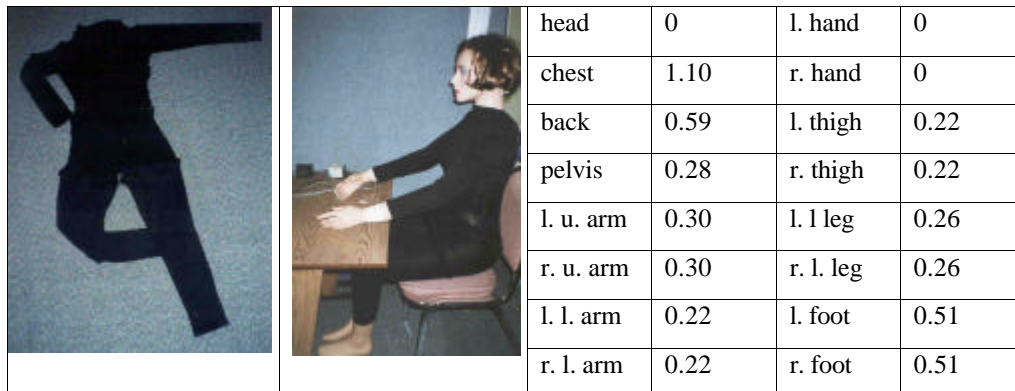 head 0 l. hand 0
chest 1.10 r. hand 0
back 0.59 l. thigh 0.22
pelvis 0.28 r. thigh 0.22
l. u. arm 0.30 l. l leg 0.26
r. u. arm 0.30 r. l. leg 0.26
l. l. arm 0.22 l. foot 0.51
r. l. arm 0.22 r. foot 0.51